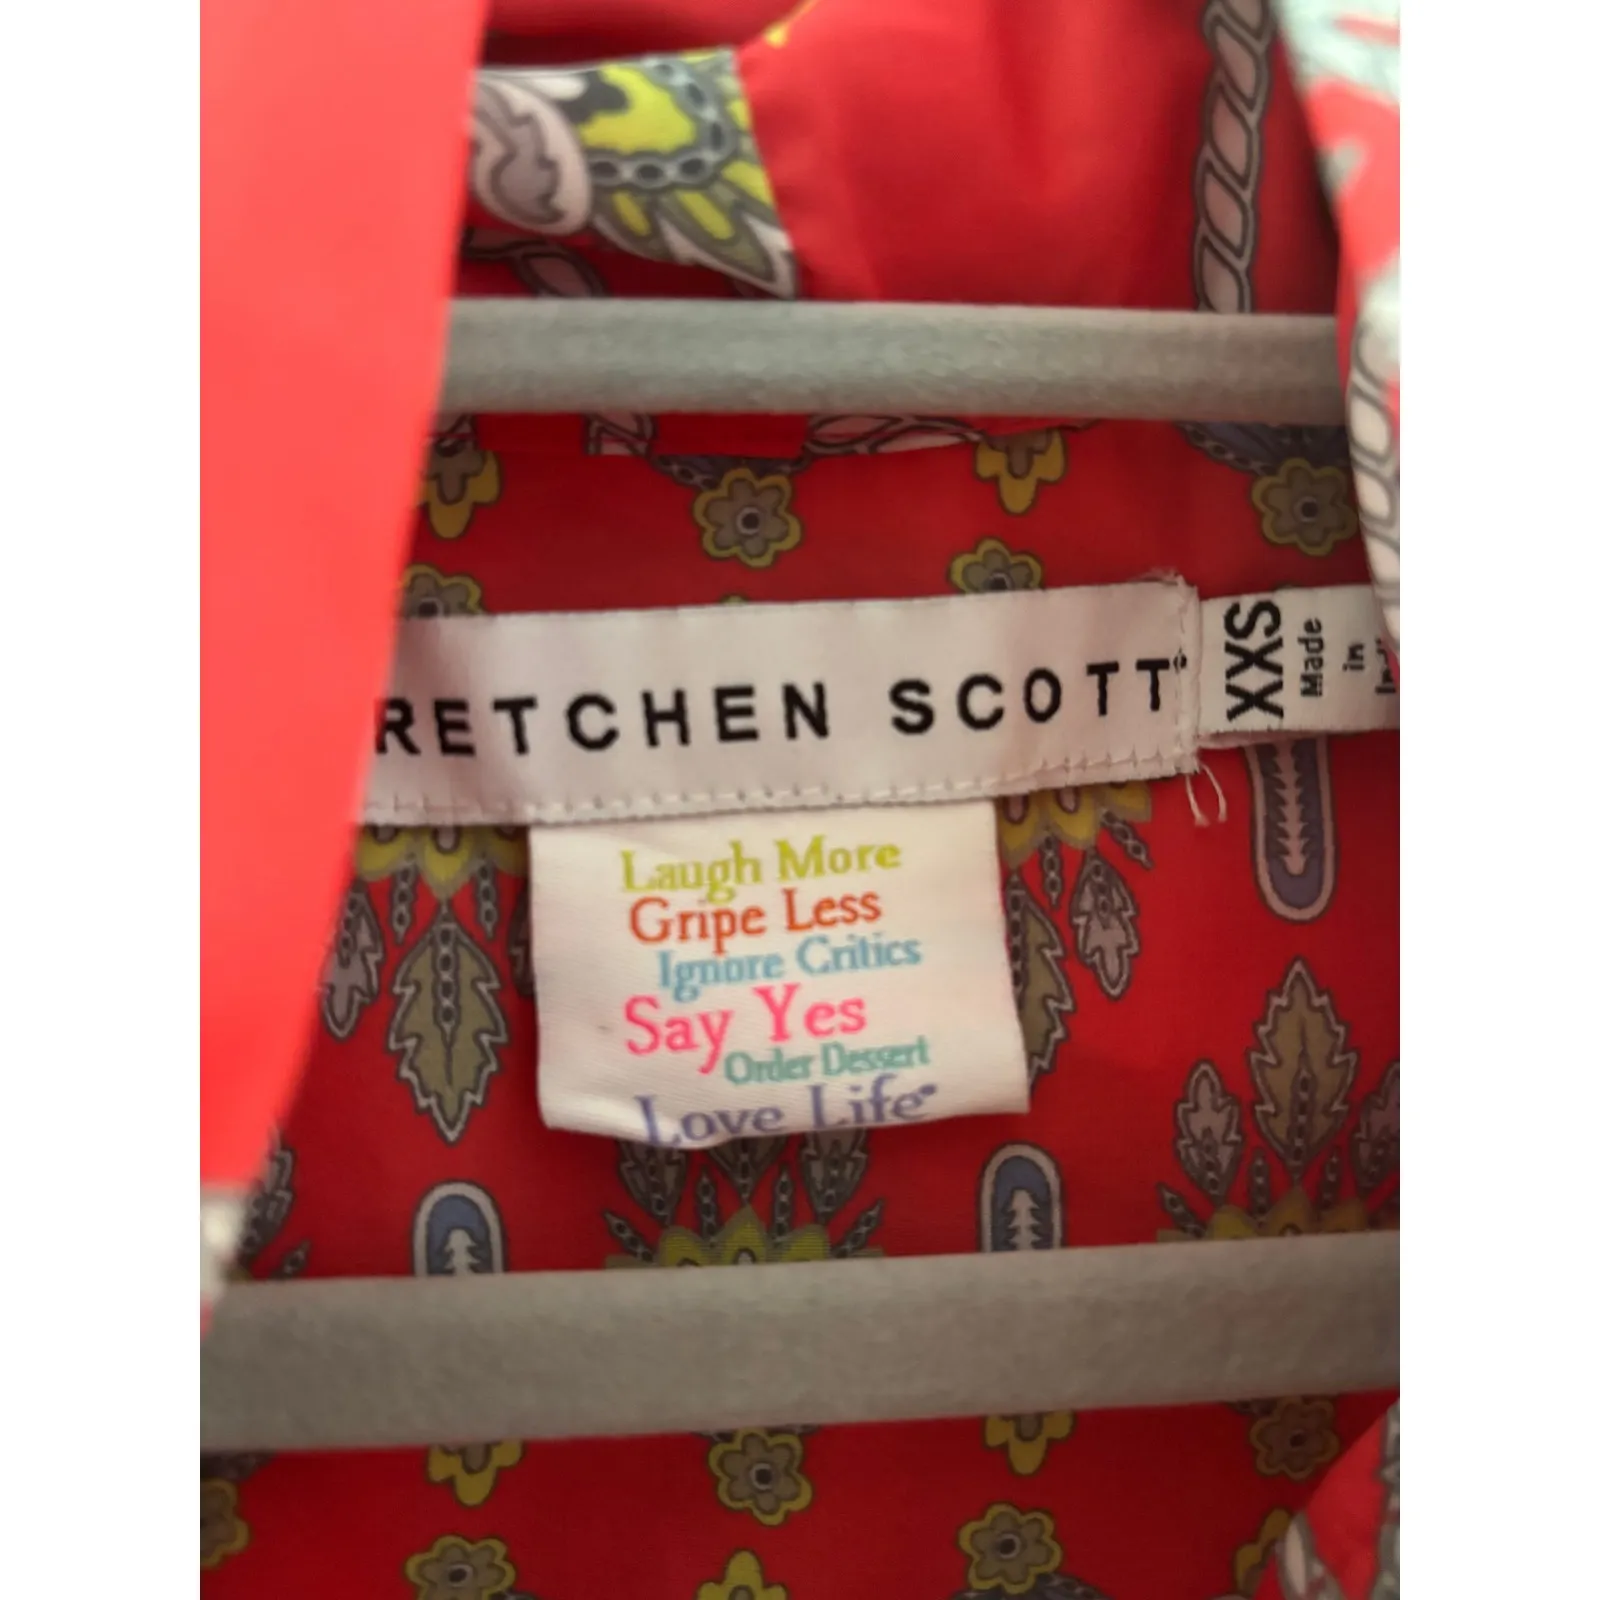 RETCHEN SCOTT
XXS
Made
in
Laugh More
Gripe Less
Ignore Critics
Say Yes
Order Dessert
Love Life